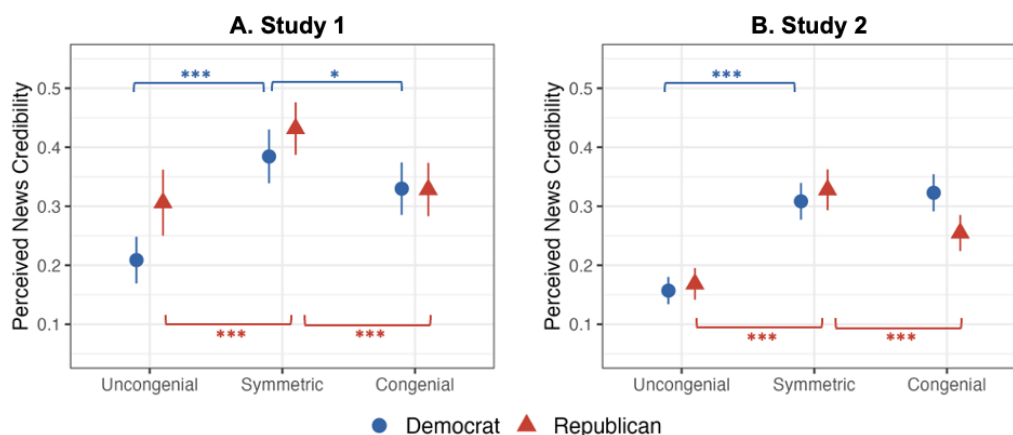 A. Study 1
Perceived News Credibility
0.5
0.4
0.3
0.2
0.1
***
*
***
***
Uncongenial Symmetric Congenial
B. Study 2
Perceived News Credibility
0.5
0.4
0.3
0.2
0.1
***
***
***
Uncongenial Symmetric Congenial
Democrat Republican